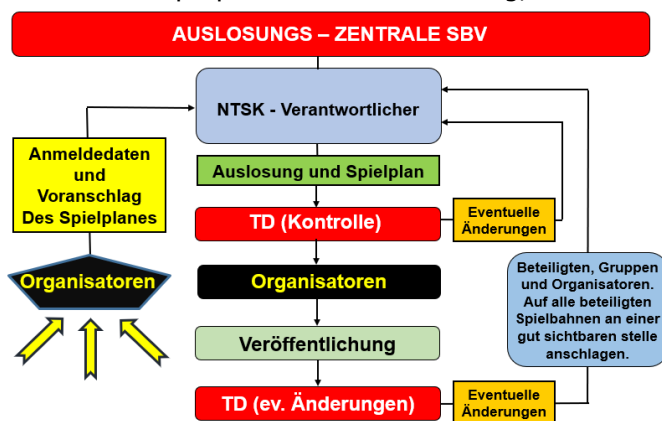 AUSLOSUNGS – ZENTRALE SBV
NTSK - Verantwortlicher
Anmeldedaten
und
Voranschlag
Des Spielplanes
Auslosung und Spielplan
TD (Kontrolle)
Eventuelle
Änderungen
Organisatoren
Organisatoren
Beteiligten, Gruppen
und Organisatoren.
Auf alle beteiligten
Spielbahnen an einer
gut sichtbaren stelle
anschlagen.
Veröffentlichung
TD (ev. Änderungen)
Eventuelle
Änderungen